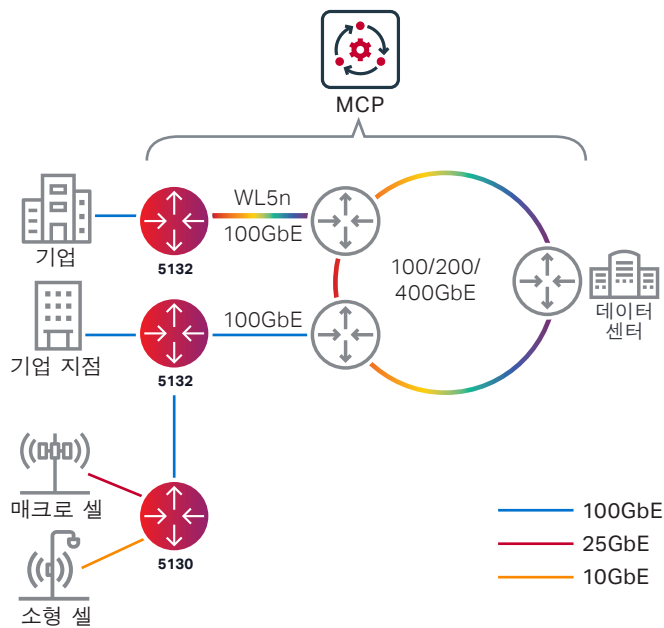 MCP
WL5n
100GbE
기업
5132
100/200/
400GbE
데이터
센터
100GbE
기업 지점
5132
매크로 셀
5130
소형 셀
100GbE
25GbE
10GbE